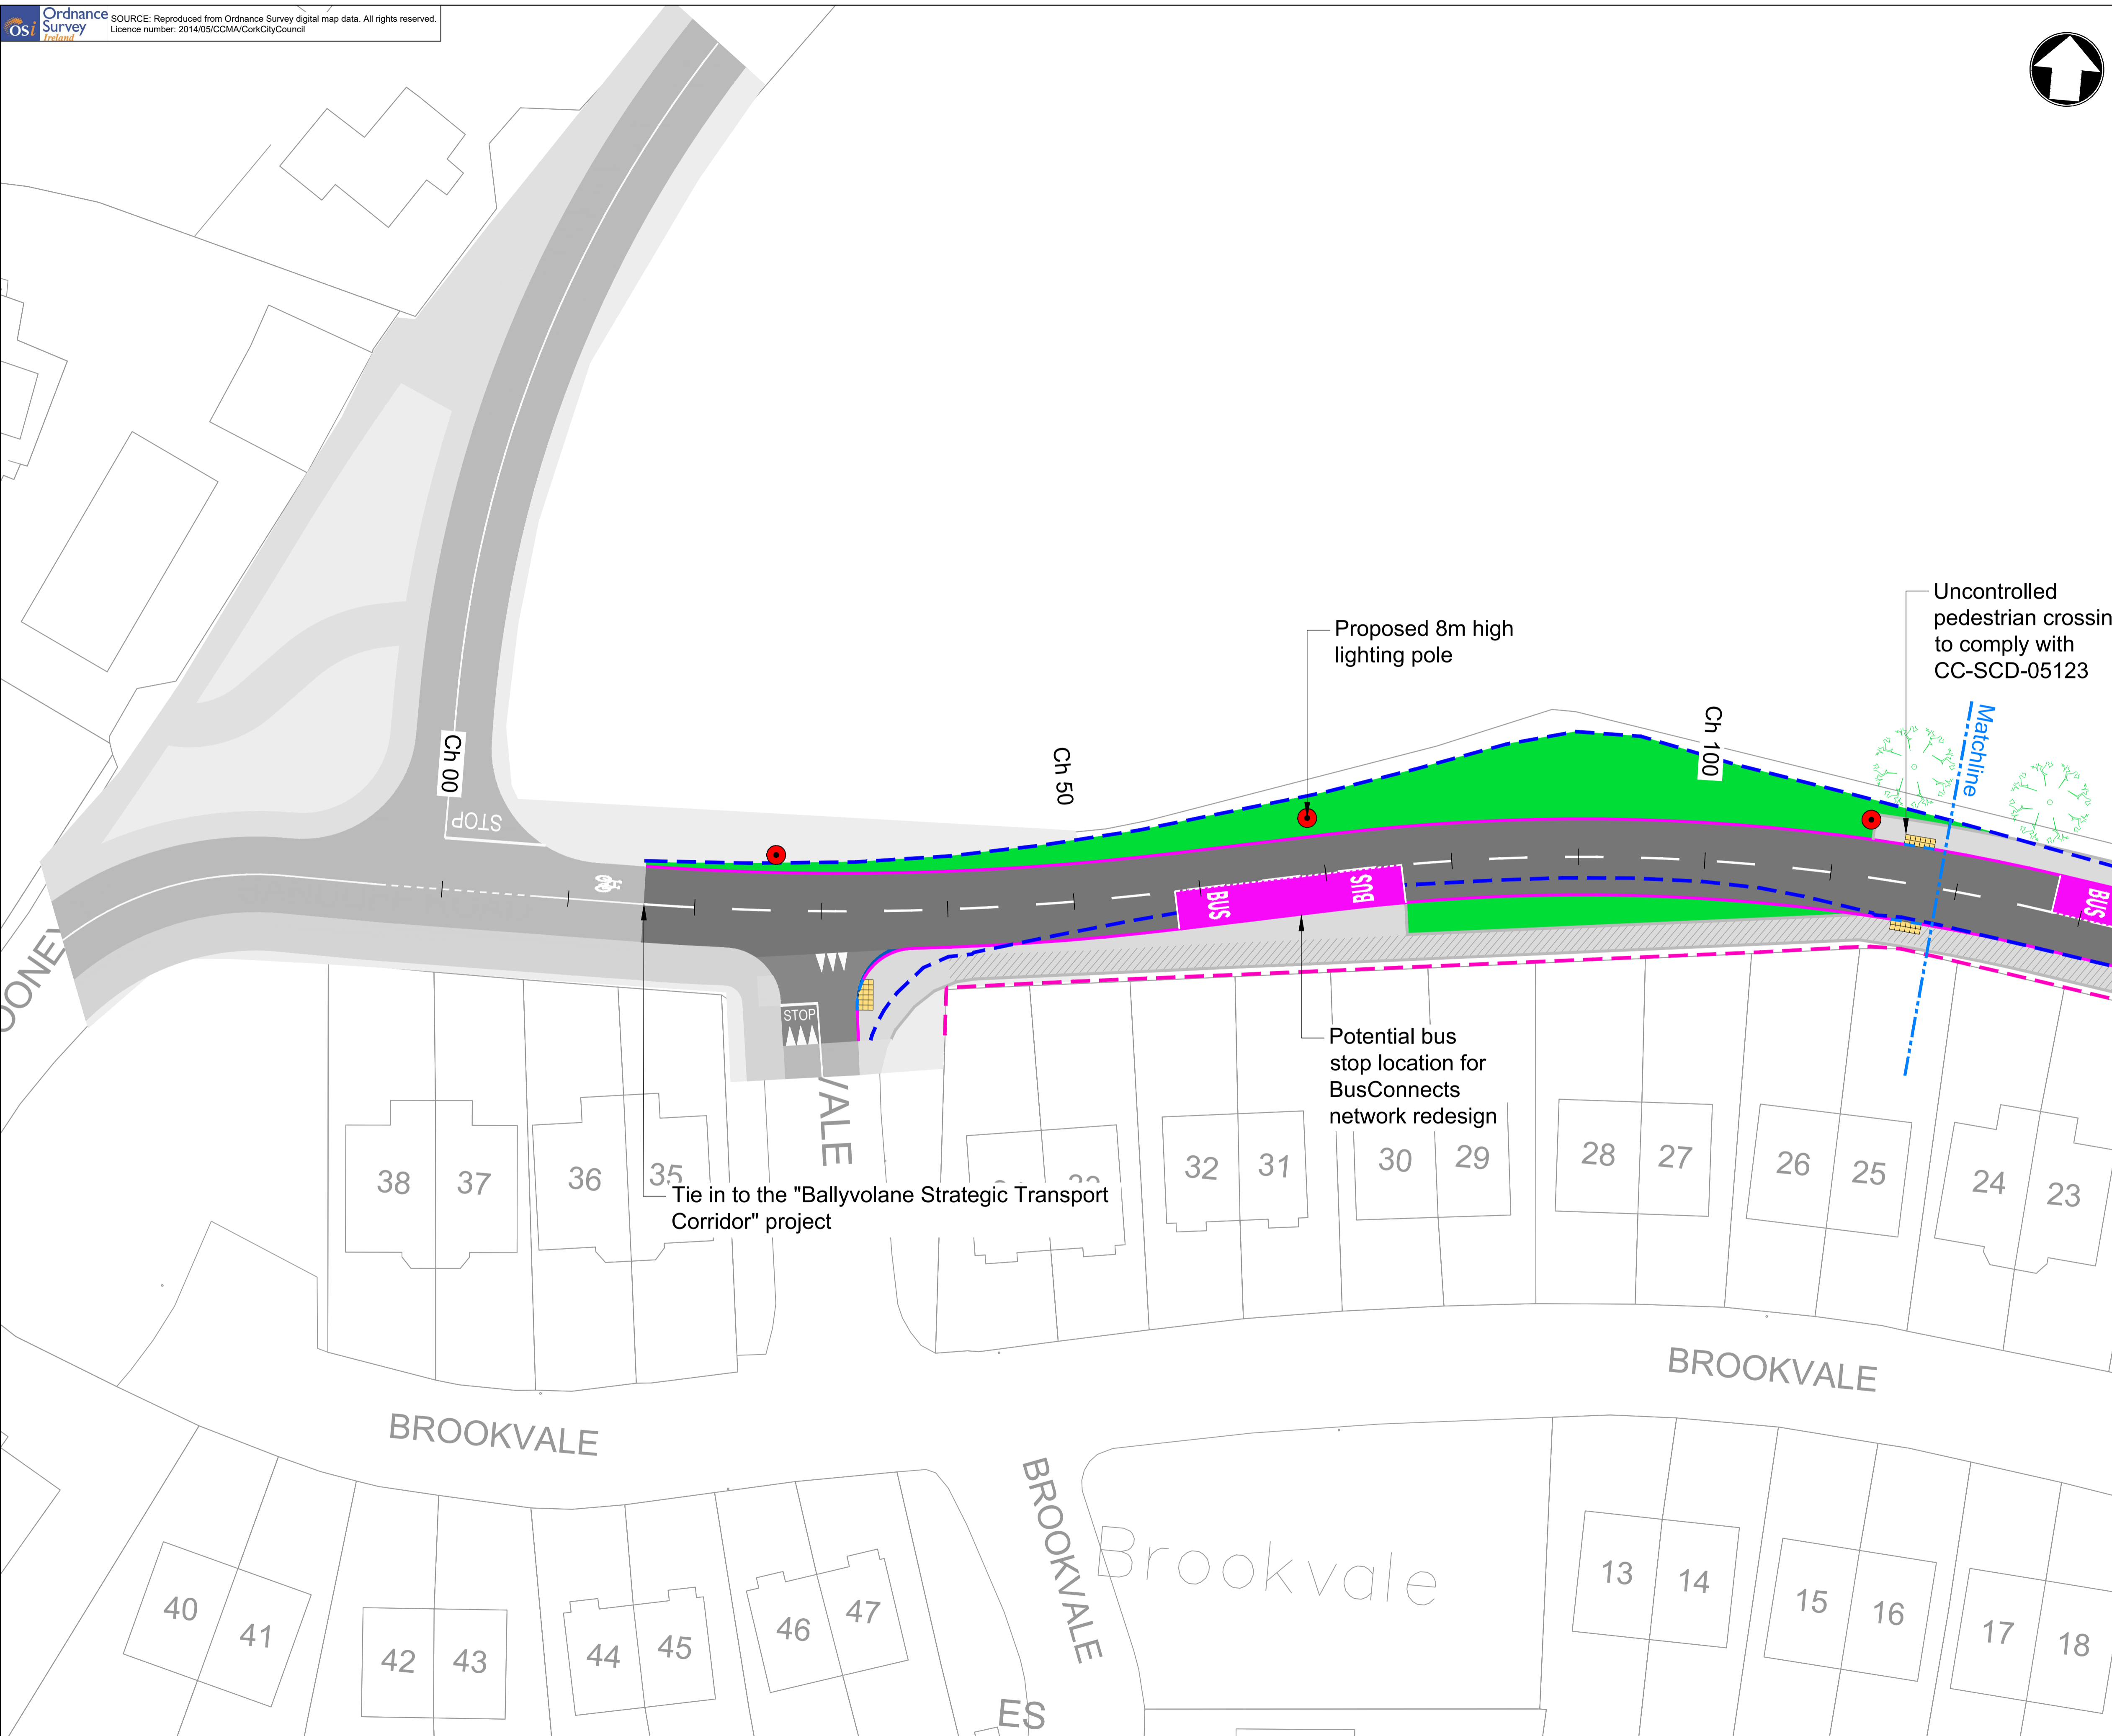 OSi
Ordnance
Survey
Ireland
SOURCE: Reproduced from Ordnance Survey digital map data. All rights reserved.
Licence number: 2014/05/CCMA/CorkCityCouncil
Uncontrolled
pedestrian crossin
to comply with
CC-SCD-05123
Proposed 8m high
lighting pole
Matchline
Ch 00
Ch 50
Ch 100
STOP
BUS
BUS
BUS
STOP
OONEY
VALE
Potential bus
stop location for
BusConnects
network redesign
Tie in to the "Ballyvolane Strategic Transport
Corridor" project
38 37 36 35 32 31 30 29 28 27 26 25 24 23
BROOKVALE
BROOKVALE
BROOKVALE
Brookvale
40 41 42 43 44 45 46 47 13 14 15 16 17 18
ES